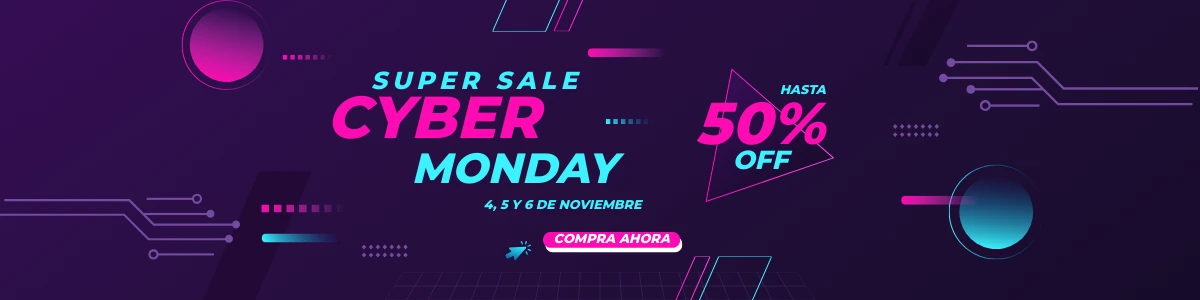 SUPER SALE
CYBER
MONDAY
4, 5 Y 6 DE NOVIEMBRE
COMPRA AHORA
HASTA
50%
OFF